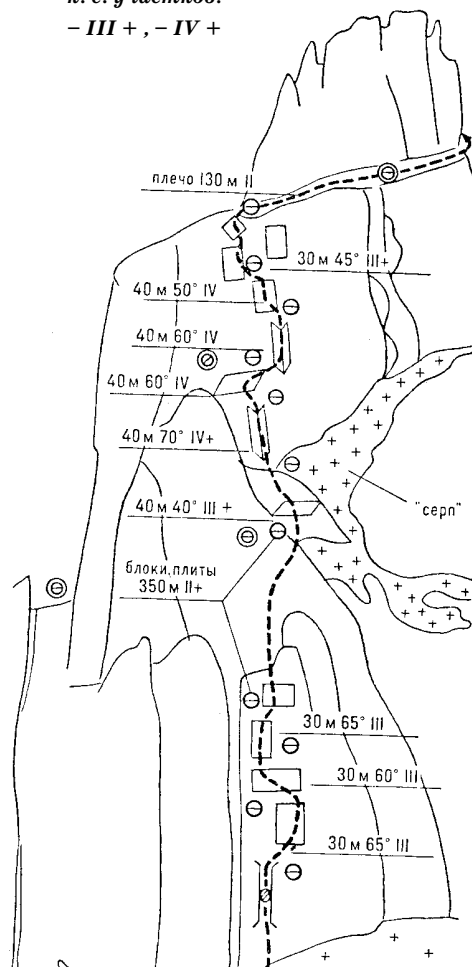 – III + , – IV +
плечо 130 м II
30 м 45° III+
40 м 50° IV
40 м 60° IV
40 м 60° IV
40 м 70° IV+
"серп"
40 м 40° III +
блоки, плиты
350 м II+
30 м 65° III
30 м 60° III
30 м 65° III